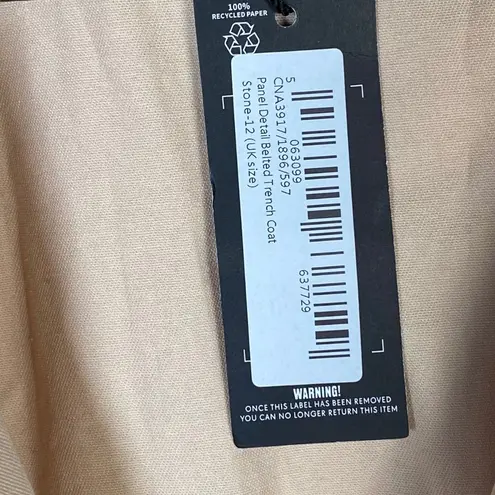 100%
RECYCLED PAPER
5 063099 637729
CNA3917/1896/597
Panel Detail Belted Trench Coat
Stone-12 (UK size)
WARNING!
ONCE THIS LABEL HAS BEEN REMOVED
YOU CAN NO LONGER RETURN THIS ITEM